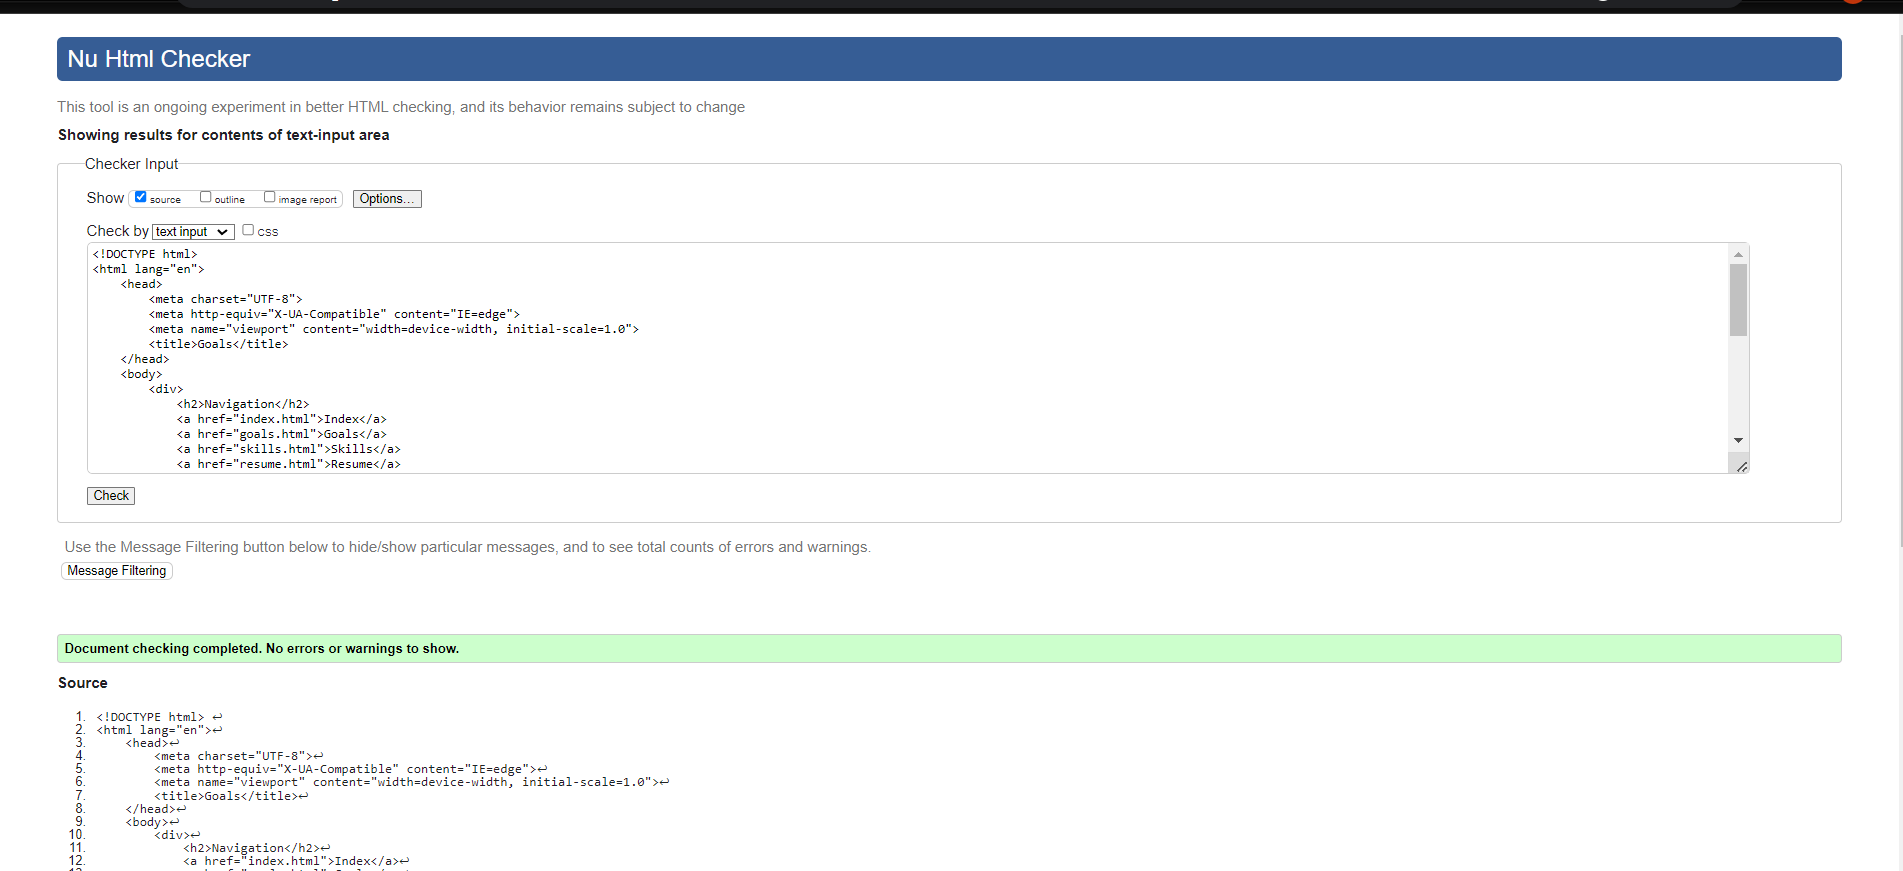 Nu Html Checker
This tool is an ongoing experiment in better HTML checking, and its behavior remains subject to change
Showing results for contents of text-input area
Checker Input
Show source outline image report Options...
Check by text input css
<!DOCTYPE html>
<html lang="en">
    <head>
        <meta charset="UTF-8">
        <meta http-equiv="X-UA-Compatible" content="IE=edge">
        <meta name="viewport" content="width=device-width, initial-scale=1.0">
        <title>Goals</title>
    </head>
    <body>
        <div>
            <h2>Navigation</h2>
            <a href="index.html">Index</a>
            <a href="goals.html">Goals</a>
            <a href="skills.html">Skills</a>
            <a href="resume.html">Resume</a>
Check
Use the Message Filtering button below to hide/show particular messages, and to see total counts of errors and warnings.
Message Filtering
Document checking completed. No errors or warnings to show.
Source
1. <!DOCTYPE html> ↩
2. <html lang="en">↩
3.     <head>↩
4.         <meta charset="UTF-8">↩
5.         <meta http-equiv="X-UA-Compatible" content="IE=edge">↩
6.         <meta name="viewport" content="width=device-width, initial-scale=1.0">↩
7.         <title>Goals</title>↩
8.     </head>↩
9.     <body>↩
10.         <div>↩
11.             <h2>Navigation</h2>↩
12.             <a href="index.html">Index</a>↩